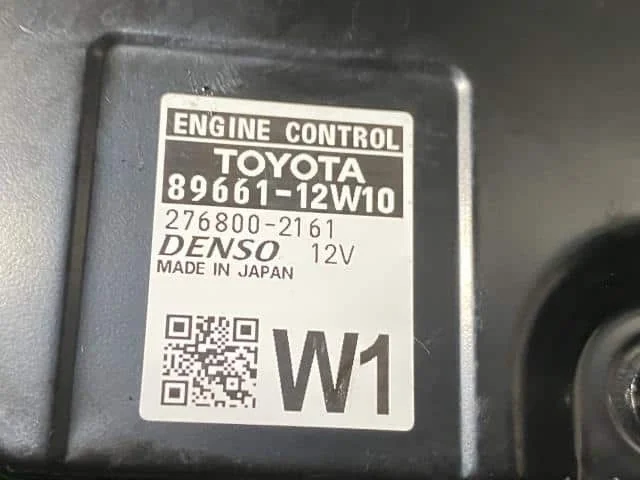 ENGINE CONTROL
TOYOTA
89661-12W10
276800-2161
DENSO 12V
MADE IN JAPAN
W1